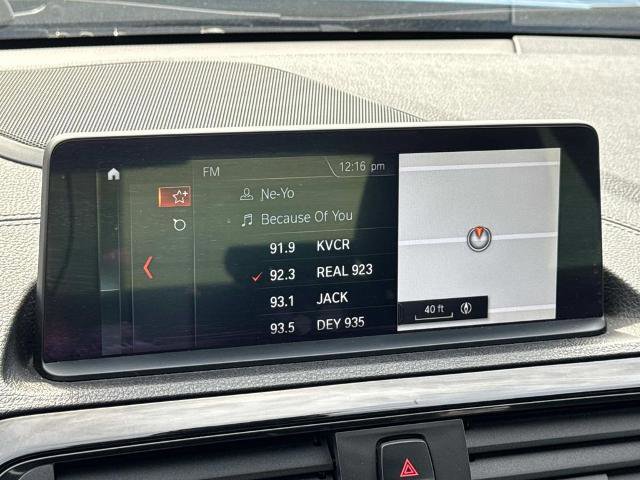 FM 12:16 pm
Ne-Yo
Because Of You
91.9 KVCR
92.3 REAL 923
93.1 JACK
93.5 DEY 935
40 ft